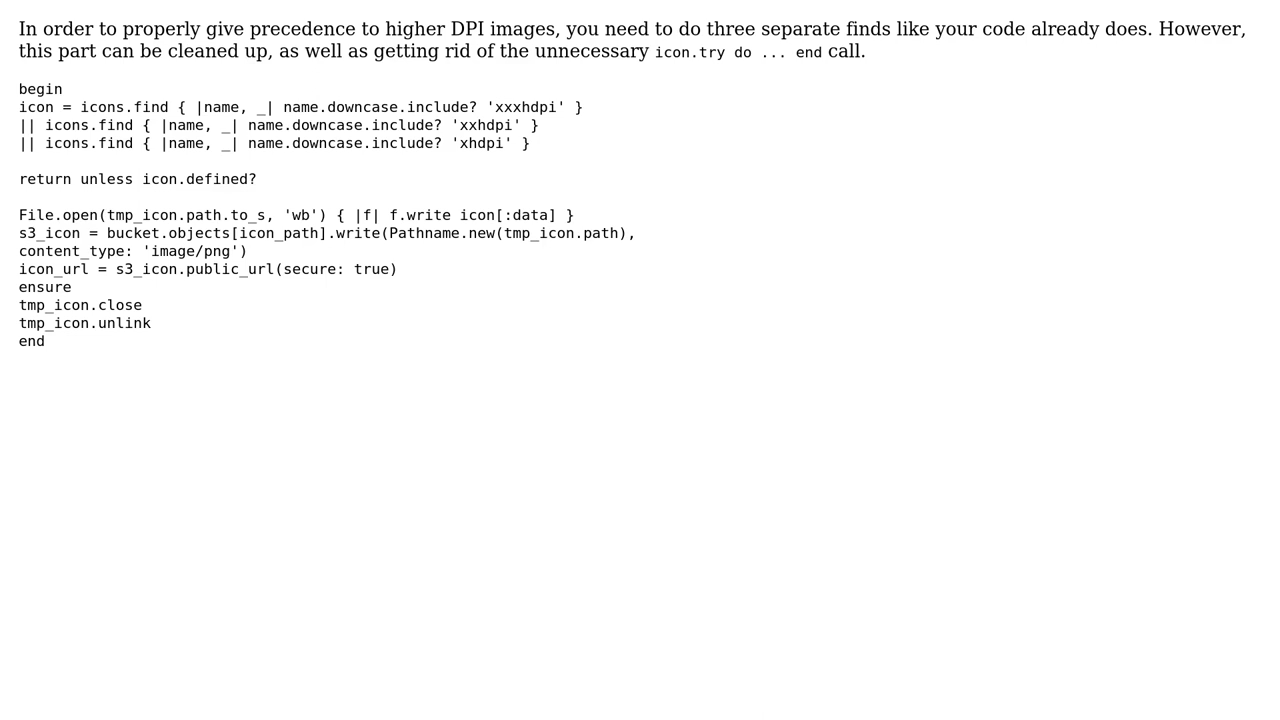 In order to properly give precedence to higher DPI images, you need to do three separate finds like your code already does. However,
this part can be cleaned up, as well as getting rid of the unnecessary icon.try do ... end call.
begin
icon = icons.find { |name, _| name.downcase.include? 'xxxhdpi' }
|| icons.find { |name, _| name.downcase.include? 'xxhdpi' }
|| icons.find { |name, _| name.downcase.include? 'xhdpi' }
return unless icon.defined?
File.open(tmp_icon.path.to_s, 'wb') { |f| f.write icon[:data] }
s3_icon = bucket.objects[icon_path].write(Pathname.new(tmp_icon.path),
content_type: 'image/png')
icon_url = s3_icon.public_url(secure: true)
ensure
tmp_icon.close
tmp_icon.unlink
end